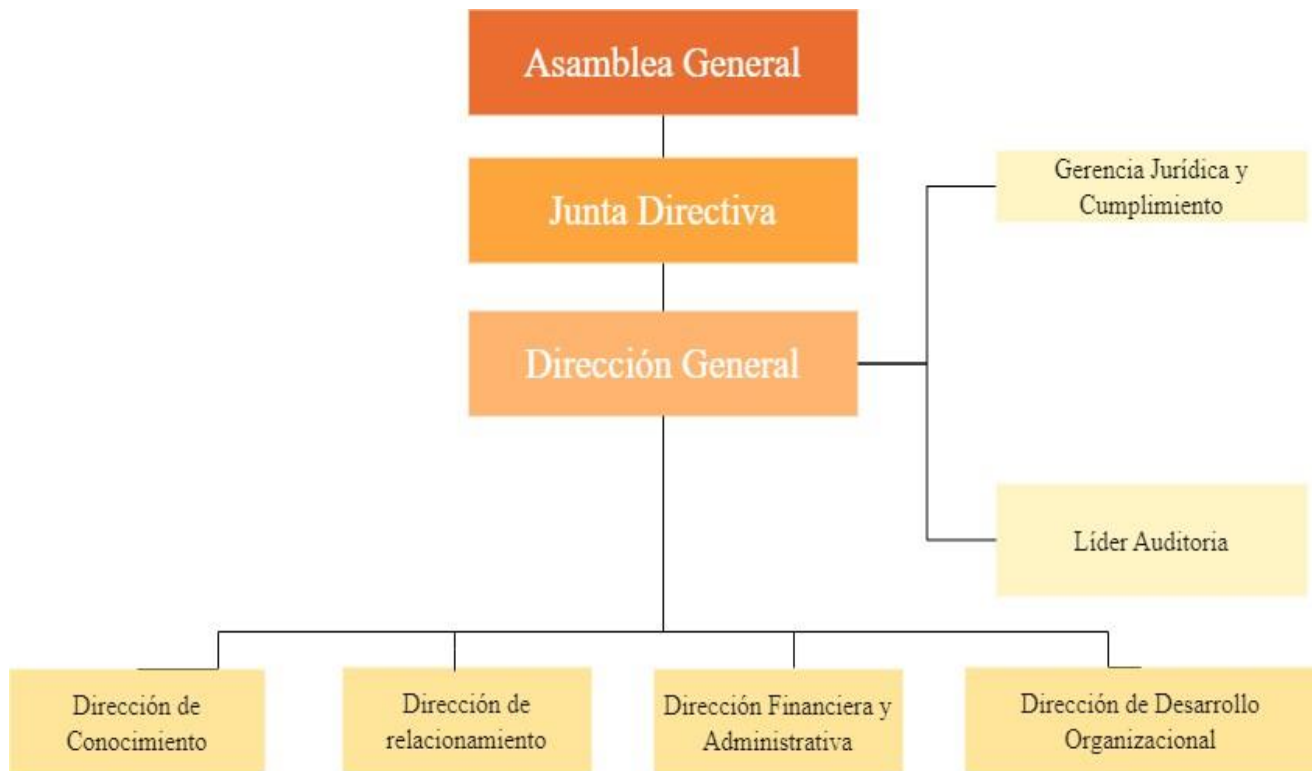 Asamblea General
Junta Directiva
Gerencia Jurídica y
Cumplimiento
Dirección General
Líder Auditoria
Dirección de
Conocimiento
Dirección de
relacionamiento
Dirección Financiera y
Administrativa
Dirección de Desarrollo
Organizacional